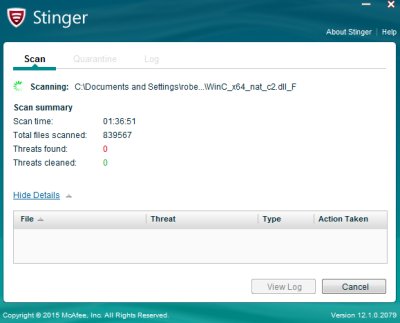 Stinger
About Stinger | Help
Scan Quarantine Log
Scanning: C:\Documents and Settings\robe...\WinC_x64_nat_c2.dll_F
Scan summary
Scan time: 01:36:51
Total files scanned: 839567
Threats found: 0
Threats cleaned: 0
Hide Details
File Threat Type Action Taken
View Log Cancel
Copyright © 2015 McAfee, Inc. All Rights Reserved. Version 12.1.0.2079